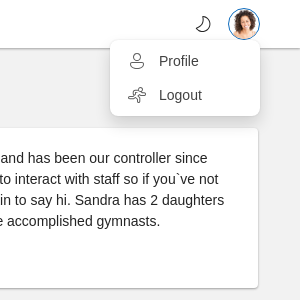 Profile
Logout
and has been our controller since
to interact with staff so if you`ve not
in to say hi. Sandra has 2 daughters
accomplished gymnasts.